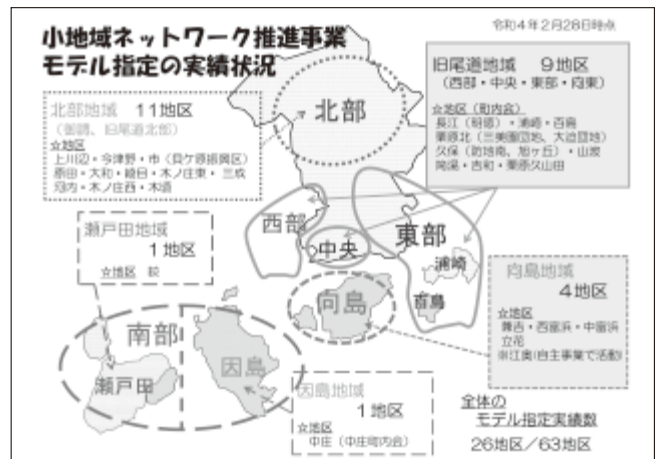 令和4年2月28日時点
小地域ネットワーク推進事業
モデル指定の実績状況
旧尾道地域 9地区
(西部・中央・東部・向東)
☆地区(町内会)
長江(明徳)・浦崎・百島
栗原北(三美園団地、大迫団地)
久保(防地南、旭ヶ丘)・山波
吉和・栗原久山田
北部地域 11地区
(御調、旧尾道北部)
☆地区
上川辺・今津野・市(貝ケ原振興区)
原田・大和・綾目・木ノ庄東・三成
河内・木ノ庄西・木頃
北部
西部
中央
東部
浦崎
百島
瀬戸田地域
1地区
☆地区
向島
向島地域
4地区
☆地区
兼吉・西富浜・中富浜
立花
※江奥(自主事業で活動)
南部
因島
瀬戸田
因島地域
1地区
☆地区
中庄(中庄町内会)
全体の
モデル指定実績数
26地区/63地区